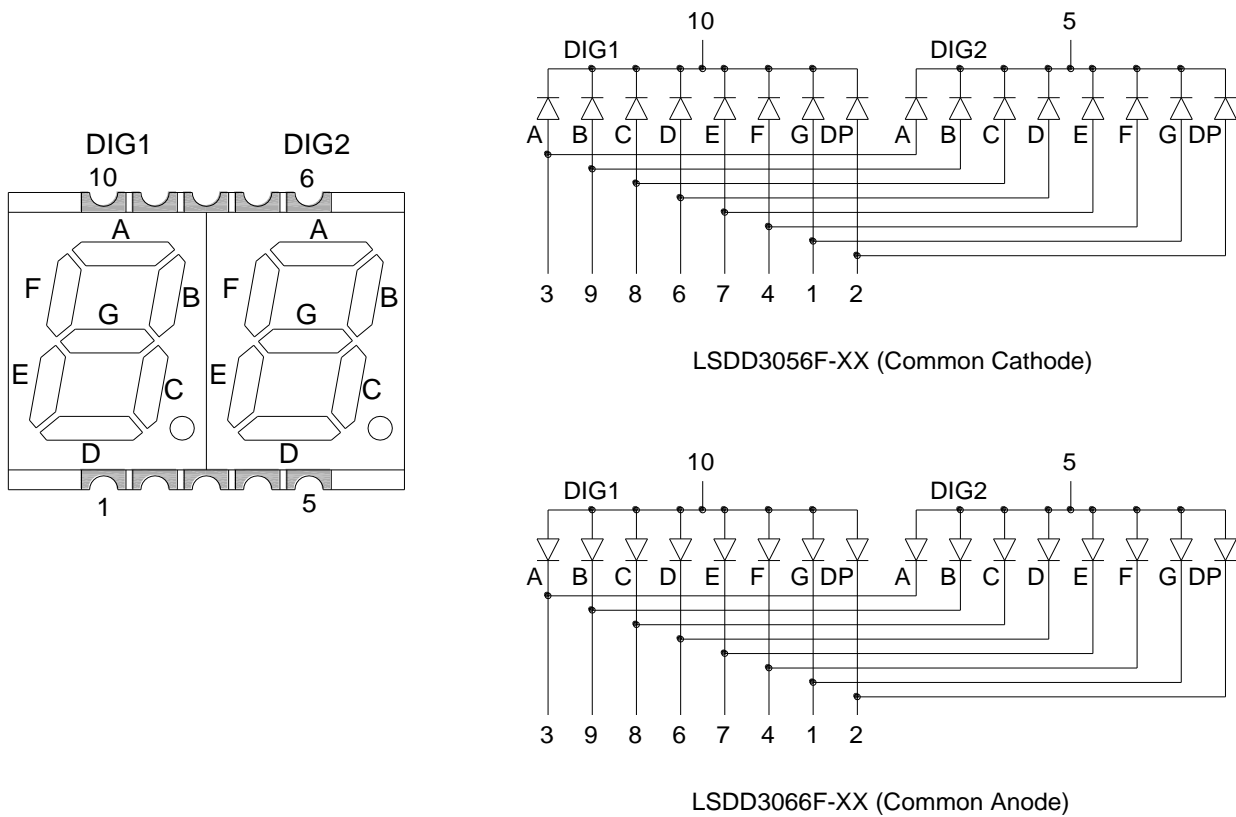 DIG1 DIG2
10 6
A A
F B F B
G G
E C E C
D D
1 5
10 5
DIG1 DIG2
A B C D E F G DP A B C D E F G DP
3 9 8 6 7 4 1 2
LSDD3056F-XX (Common Cathode)
10 5
DIG1 DIG2
A B C D E F G DP A B C D E F G DP
3 9 8 6 7 4 1 2
LSDD3066F-XX (Common Anode)